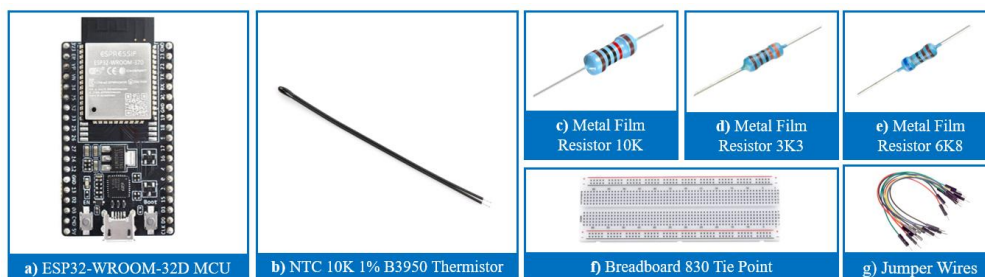 ESP32-WROOM-32D
Boot
a) ESP32-WROOM-32D MCU
b) NTC 10K 1% B3950 Thermistor
c) Metal Film
Resistor 10K
d) Metal Film
Resistor 3K3
e) Metal Film
Resistor 6K8
f) Breadboard 830 Tie Point
g) Jumper Wires